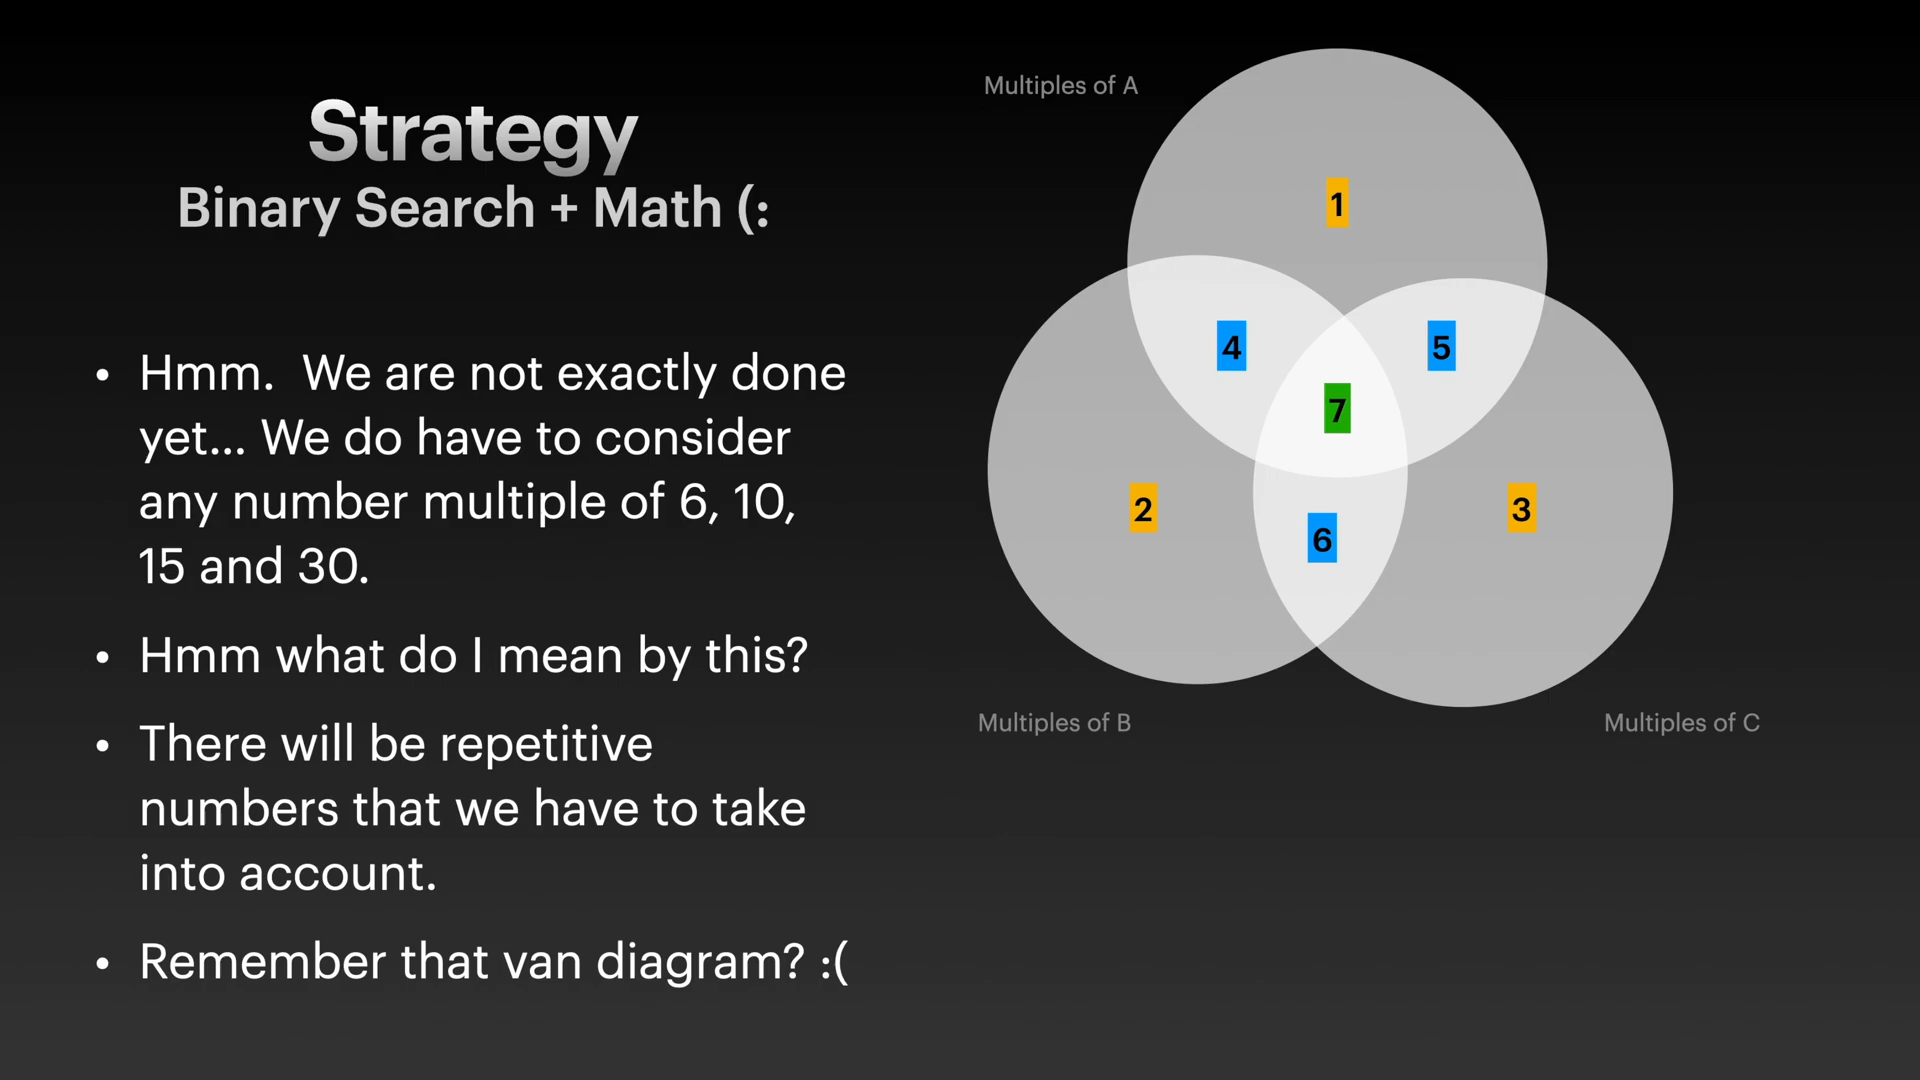 Strategy
Binary Search + Math (:
• Hmm.  We are not exactly done
yet... We do have to consider
any number multiple of 6, 10,
15 and 30.
• Hmm what do I mean by this?
• There will be repetitive
numbers that we have to take
into account.
• Remember that van diagram? :(
Multiples of A
1
4
5
7
2
3
6
Multiples of B
Multiples of C